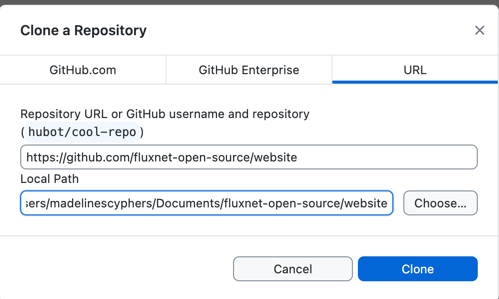 Clone a Repository
GitHub.com
GitHub Enterprise
URL
Repository URL or GitHub username and repository
(hubot/cool-repo)
https://github.com/fluxnet-open-source/website
Local Path
sers/madelinescyphers/Documents/fluxnet-open-source/website
Choose...
Cancel
Clone